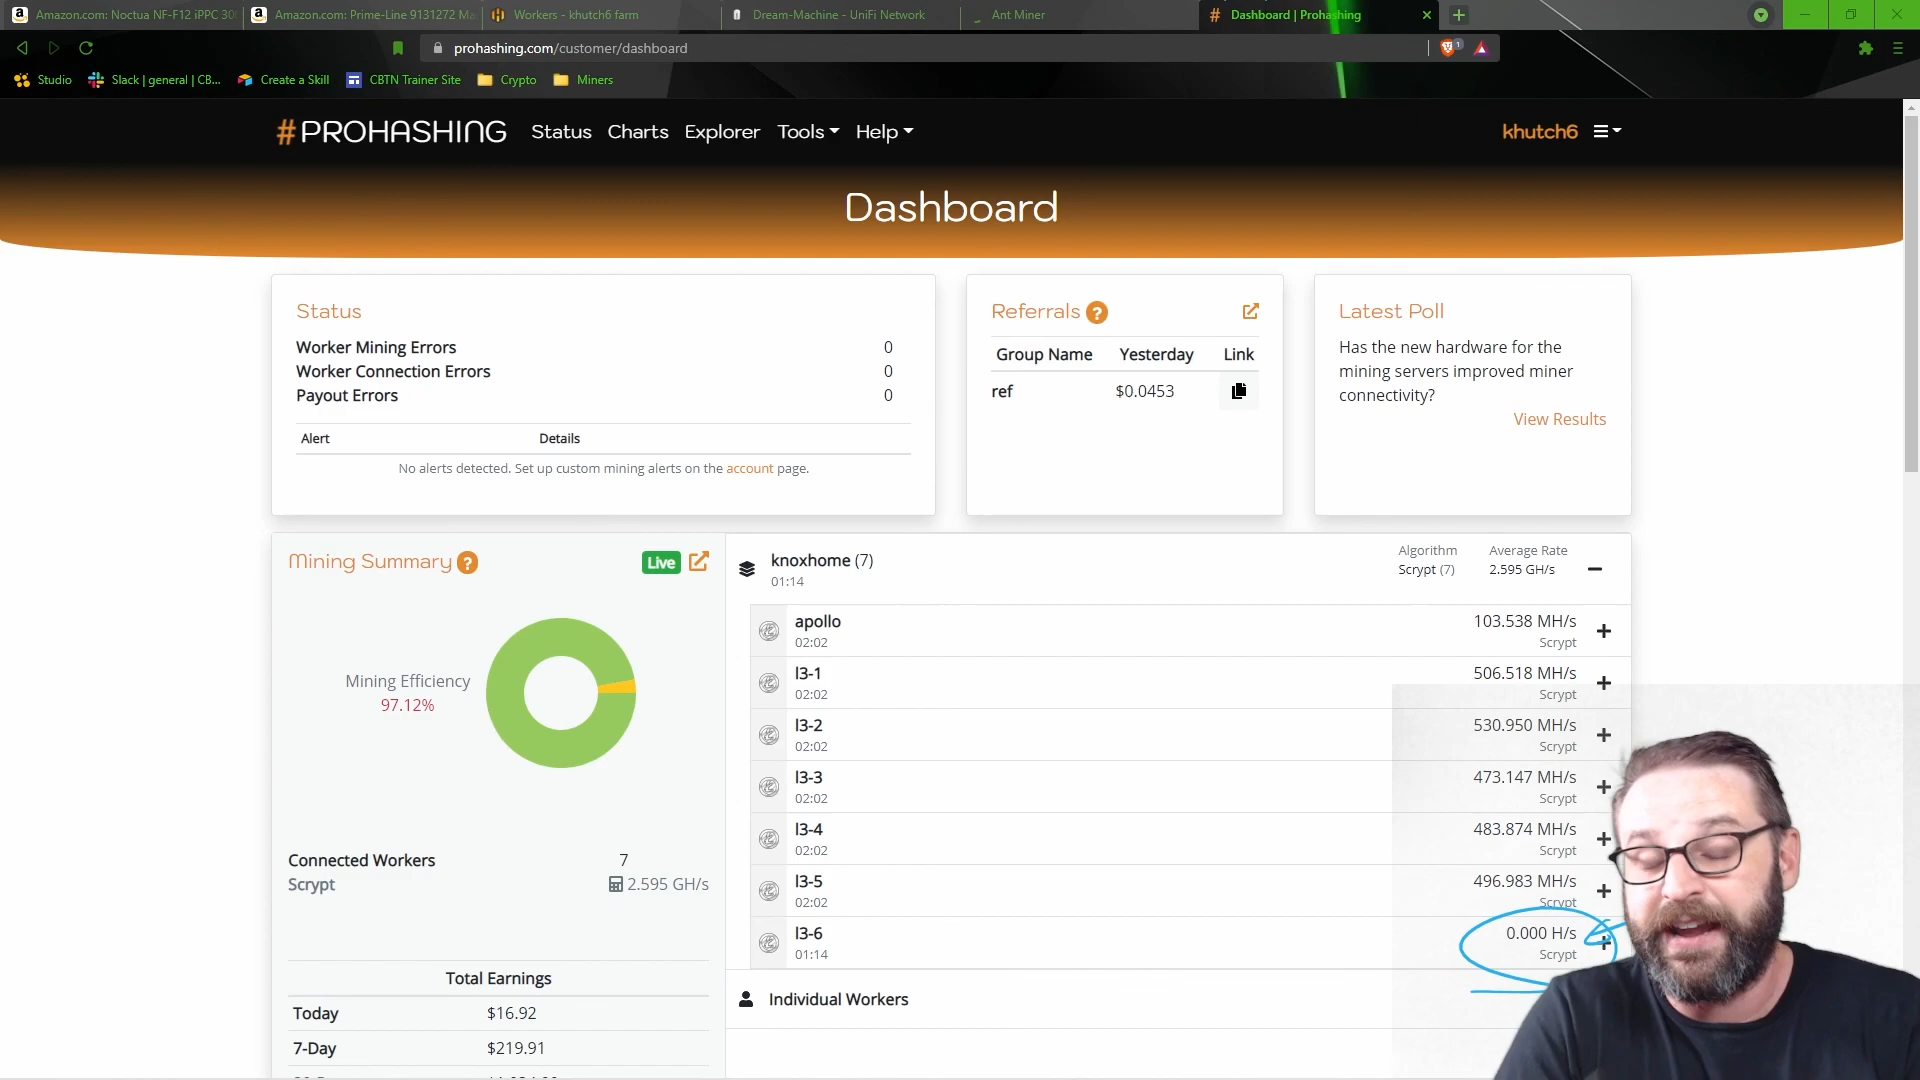 Amazon.com: Noctua NF-F12 iPPC 300
Amazon.com: Prime-Line 9131272 Ma
Workers - khutch6 farm
Dream-Machine - UniFi Network
Ant Miner
# Dashboard | Prohashing
prohashing.com/customer/dashboard
1
Studio
Slack | general | CB...
Create a Skill
CBTN Trainer Site
Crypto
Miners
#PROHASHING
Status
Charts
Explorer
Tools
Help
khutch6
Dashboard
Status
Worker Mining Errors 0
Worker Connection Errors 0
Payout Errors 0
Alert Details
No alerts detected. Set up custom mining alerts on the account page.
Referrals ?
Group Name Yesterday Link
ref $0.0453
Latest Poll
Has the new hardware for the
mining servers improved miner
connectivity?
View Results
Mining Summary ?
Live
Mining Efficiency
97.12%
Connected Workers 7
Scrypt 2.595 GH/s
Total Earnings
Today $16.92
7-Day $219.91
knoxhome (7)
01:14
Algorithm
Scrypt (7)
Average Rate
2.595 GH/s
apollo 103.538 MH/s
02:02 Scrypt
l3-1 506.518 MH/s
02:02 Scrypt
l3-2 530.950 MH/s
02:02 Scrypt
l3-3 473.147 MH/s
02:02 Scrypt
l3-4 483.874 MH/s
02:02 Scrypt
l3-5 496.983 MH/s
02:02 Scrypt
l3-6 0.000 H/s
01:14 Scrypt
Individual Workers